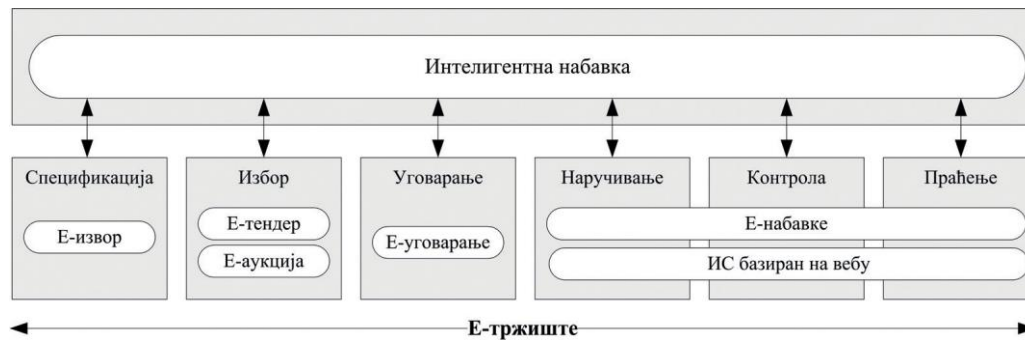 Интелигентна набавка
Спецификација
Избор
Уговарање
Наручивање
Контрола
Праћење
Е-извор
Е-тендер
Е-аукција
Е-уговарање
Е-набавке
ИС базиран на вебу
Е-тржиште